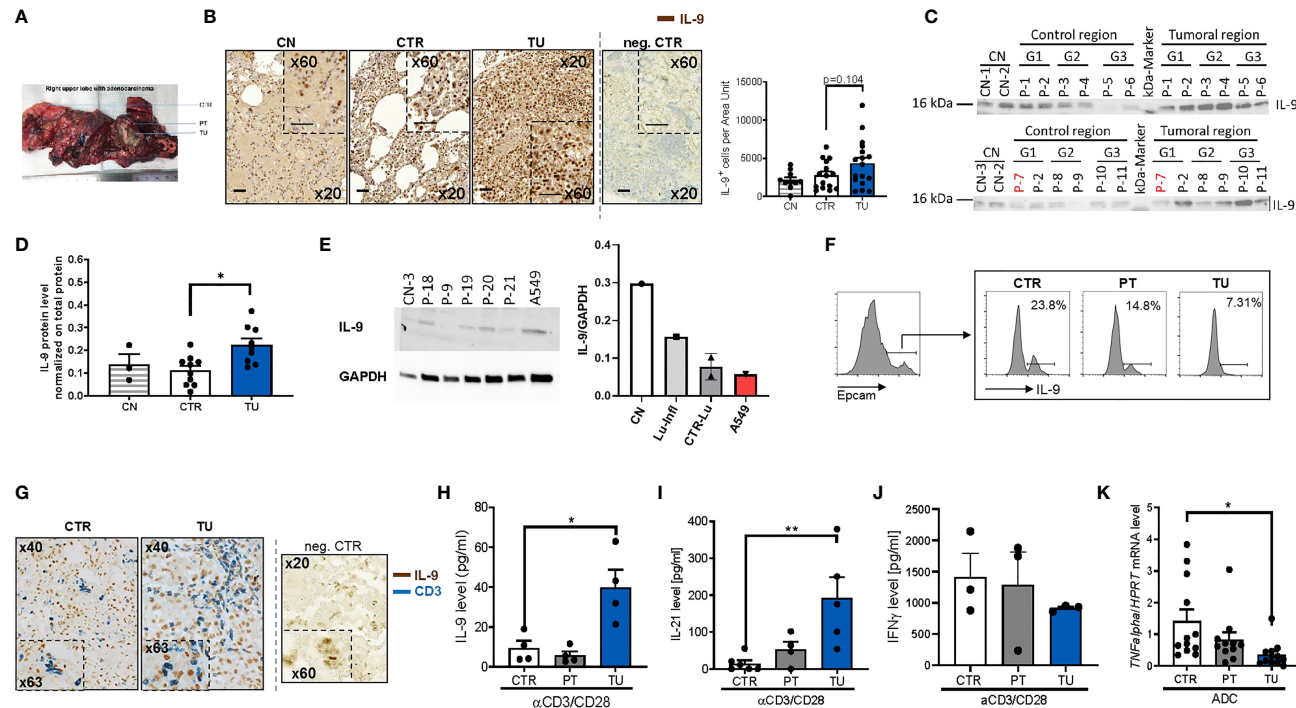 A
Right upper lobe with adenocarcinoma
CTR
PT
TU
B
IL-9
CN
CTR
TU
neg. CTR
x60
x60
x20
x60
x20
x20
x60
x20
p=0.104
IL-9+ cells per Area Unit
15000
10000
5000
0
CN
CTR
TU
C
Control region
Tumoral region
CN
G1
G2
G3
G1
G2
G3
CN-1
CN-2
P-1
P-2
P-3
P-4
P-5
P-6
kDa-Marker
P-1
P-2
P-3
P-4
P-5
P-6
16 kDa
IL-9
Control region
Tumoral region
CN
G1
G2
G3
G1
G2
G3
CN-3
CN-2
P-7
P-2
P-8
P-9
P-10
P-11
kDa-Marker
P-7
P-2
P-8
P-9
P-10
P-11
16 kDa
IL-9
D
IL-9 protein level
normalized on total protein
0.6
0.5
0.4
0.3
0.2
0.1
0.0
*
CN
CTR
TU
E
CN-3
P-18
P-9
P-19
P-20
P-21
A549
IL-9
GAPDH
IL-9/GAPDH
0.4
0.3
0.2
0.1
0.0
CN
Lu-Infl
CTR-Lu
A549
F
Epcam
CTR
PT
TU
23.8%
14.8%
7.31%
IL-9
G
CTR
TU
neg. CTR
x40
x40
x20
x63
x63
x60
IL-9
CD3
H
IL-9 level (pg/ml)
80
60
40
20
0
*
CTR
PT
TU
αCD3/CD28
I
IL-21 level [pg/ml]
400
300
200
100
0
**
CTR
PT
TU
αCD3/CD28
J
IFNγ level [pg/ml]
2500
2000
1500
1000
500
0
CTR
PT
TU
aCD3/CD28
K
TNFalpha/HPRT mRNA level
5
4
3
2
1
0
*
CTR
PT
TU
ADC